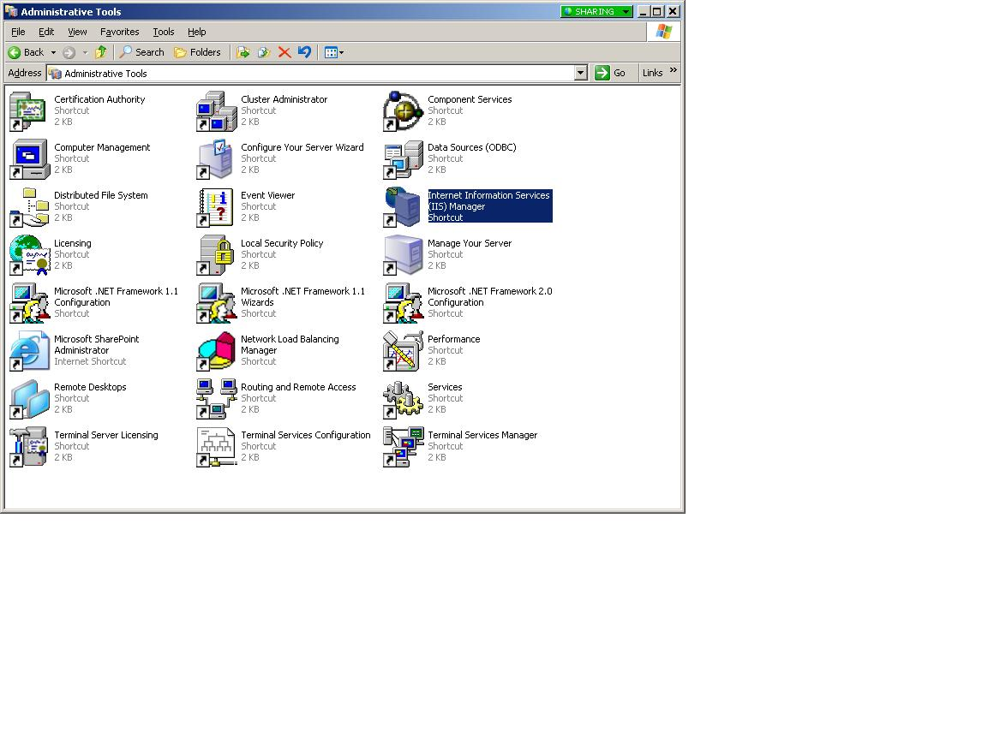 Administrative Tools
SHARING
File Edit View Favorites Tools Help
Back Search Folders
Address Administrative Tools Go Links »
Certification Authority
Shortcut
2 KB
Cluster Administrator
Shortcut
2 KB
Component Services
Shortcut
2 KB
Computer Management
Shortcut
2 KB
Configure Your Server Wizard
Shortcut
2 KB
Data Sources (ODBC)
Shortcut
2 KB
Distributed File System
Shortcut
2 KB
Event Viewer
Shortcut
2 KB
Internet Information Services
(IIS) Manager
Shortcut
Licensing
Shortcut
2 KB
Local Security Policy
Shortcut
2 KB
Manage Your Server
Shortcut
2 KB
Microsoft .NET Framework 1.1
Configuration
Shortcut
Microsoft .NET Framework 1.1
Wizards
Shortcut
Microsoft .NET Framework 2.0
Configuration
Shortcut
Microsoft SharePoint
Administrator
Internet Shortcut
Network Load Balancing
Manager
Shortcut
Performance
Shortcut
2 KB
Remote Desktops
Shortcut
2 KB
Routing and Remote Access
Shortcut
2 KB
Services
Shortcut
2 KB
Terminal Server Licensing
Shortcut
2 KB
Terminal Services Configuration
Shortcut
2 KB
Terminal Services Manager
Shortcut
2 KB